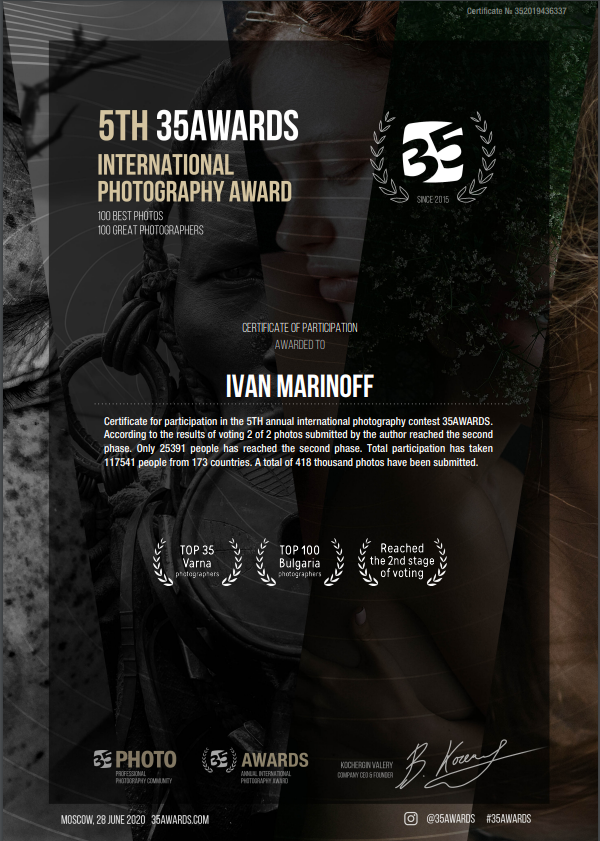 Certificate № 352019436337
5TH 35AWARDS
INTERNATIONAL
PHOTOGRAPHY AWARD
100 BEST PHOTOS
100 GREAT PHOTOGRAPHERS
35
SINCE 2015
CERTIFICATE OF PARTICIPATION
AWARDED TO
IVAN MARINOFF
Certificate for participation in the 5TH annual international photography contest 35AWARDS.
According to the results of voting 2 of 2 photos submitted by the author reached the second
phase. Only 25391 people has reached the second phase. Total participation has taken
117541 people from 173 countries. A total of 418 thousand photos have been submitted.
TOP 35
Varna
photographers
TOP 100
Bulgaria
photographers
Reached
the 2nd stage
of voting
35 PHOTO
PROFESSIONAL
PHOTOGRAPHY COMMUNITY
35 AWARDS
ANNUAL INTERNATIONAL
PHOTOGRAPHY AWARD
KOCHERGIN VALERY
COMPANY CEO & FOUNDER
MOSCOW, 28 JUNE 2020 35AWARDS.COM
@35AWARDS #35AWARDS